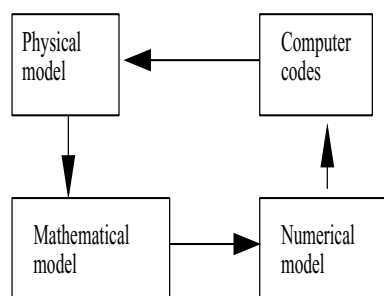 Physical
model
Computer
codes
Mathematical
model
Numerical
model